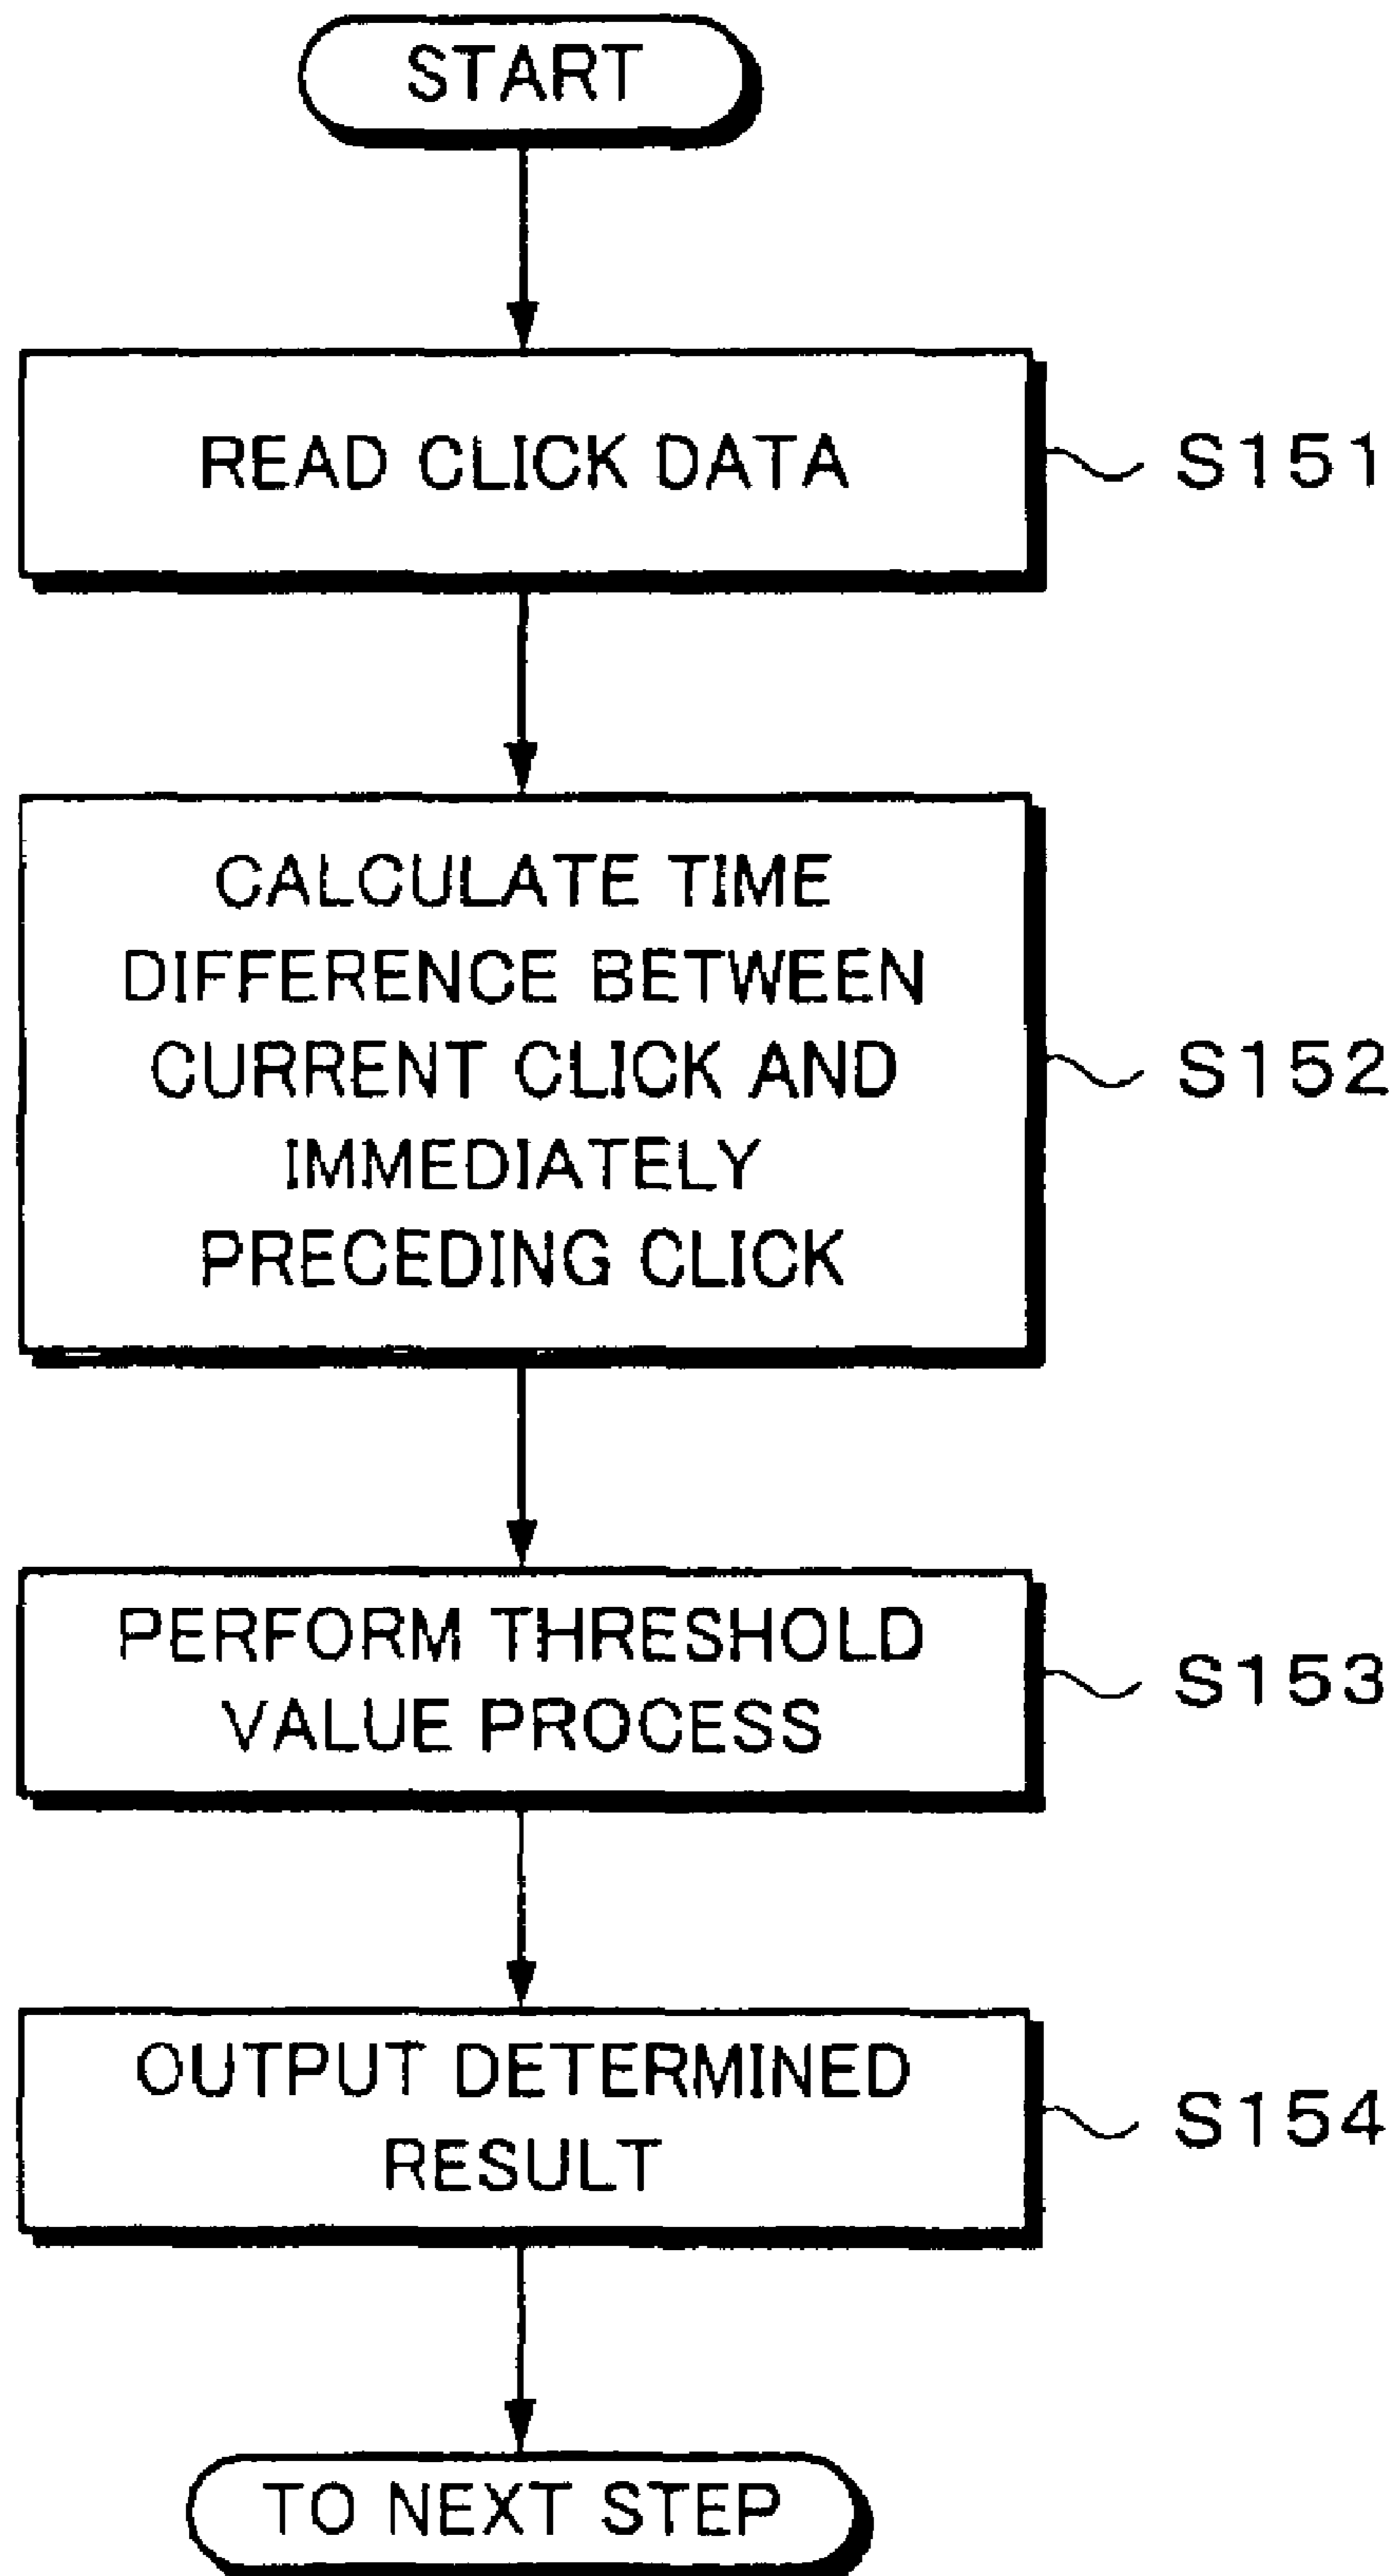 START
READ CLICK DATA
S151
CALCULATE TIME
DIFFERENCE BETWEEN
CURRENT CLICK AND
IMMEDIATELY
PRECEDING CLICK
S152
PERFORM THRESHOLD
VALUE PROCESS
S153
OUTPUT DETERMINED
RESULT
S154
TO NEXT STEP